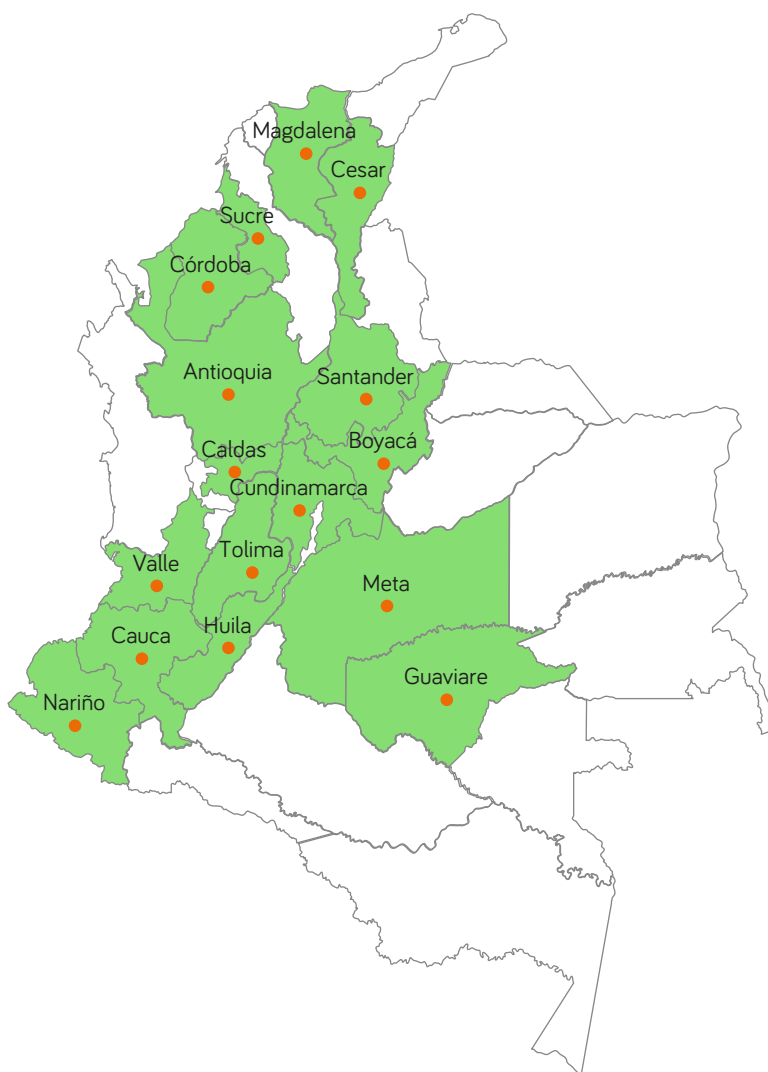 Magdalena
Cesar
Sucre
Córdoba
Antioquia
Santander
Boyacá
Caldas
Cundinamarca
Tolima
Valle
Meta
Huila
Cauca
Guaviare
Nariño